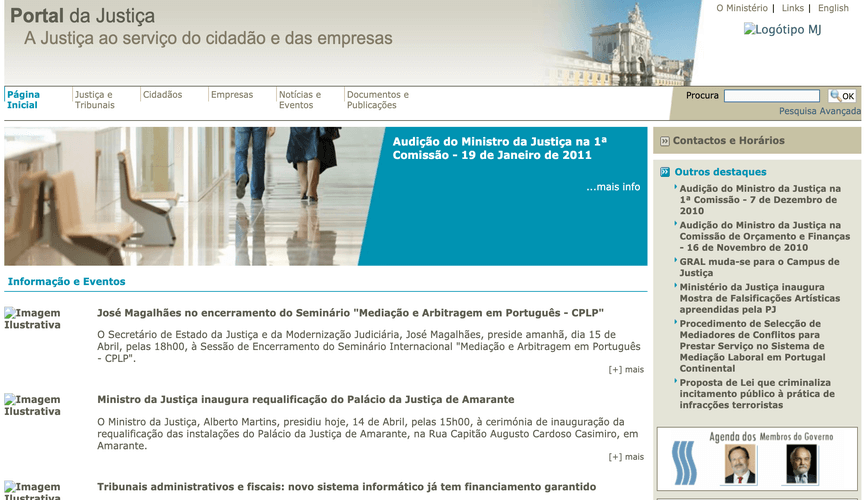 Portal da Justiça
A Justiça ao serviço do cidadão e das empresas
O Ministério | Links | English
Logótipo MJ
Página
Inicial
Justiça e
Tribunais
Cidadãos
Empresas
Notícias e
Eventos
Documentos e
Publicações
Procura
OK
Pesquisa Avançada
Audição do Ministro da Justiça na 1ª
Comissão - 19 de Janeiro de 2011
...mais info
Informação e Eventos
Imagem
Ilustrativa
José Magalhães no encerramento do Seminário "Mediação e Arbitragem em Português - CPLP"
O Secretário de Estado da Justiça e da Modernização Judiciária, José Magalhães, preside amanhã, dia 15 de
Abril, pelas 18h00, à Sessão de Encerramento do Seminário Internacional "Mediação e Arbitragem em Português
- CPLP".
[+] mais
Imagem
Ilustrativa
Ministro da Justiça inaugura requalificação do Palácio da Justiça de Amarante
O Ministro da Justiça, Alberto Martins, presidiu hoje, 14 de Abril, pelas 15h00, à cerimónia de inauguração da
requalificação das instalações do Palácio da Justiça de Amarante, na Rua Capitão Augusto Cardoso Casimiro, em
Amarante.
[+] mais
Imagem
Ilustrativa
Tribunais administrativos e fiscais: novo sistema informático já tem financiamento garantido
Contactos e Horários
Outros destaques
Audição do Ministro da Justiça na
1ª Comissão - 7 de Dezembro de
2010
Audição do Ministro da Justiça na
Comissão de Orçamento e Finanças
- 16 de Novembro de 2010
GRAL muda-se para o Campus de
Justiça
Ministério da Justiça inaugura
Mostra de Falsificações Artísticas
apreendidas pela PJ
Procedimento de Selecção de
Mediadores de Conflitos para
Prestar Serviço no Sistema de
Mediação Laboral em Portugal
Continental
Proposta de Lei que criminaliza
incitamento público à prática de
infracções terroristas
Agenda dos Membros do Governo